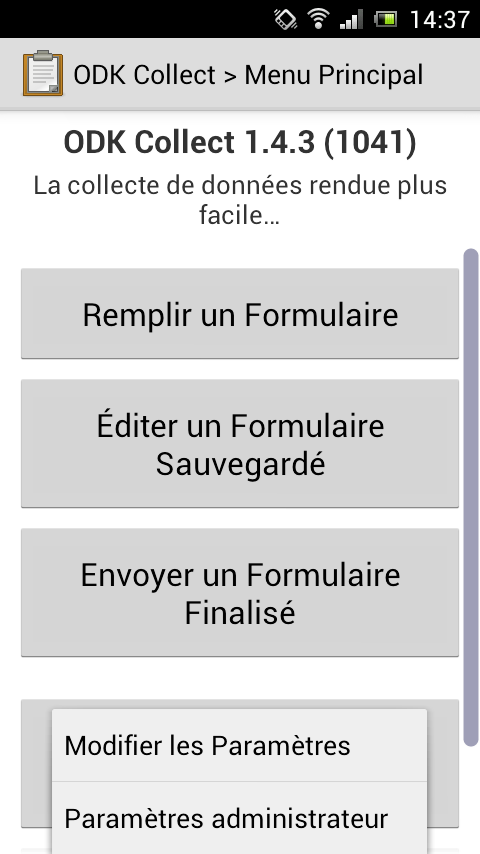 14:37
ODK Collect > Menu Principal
ODK Collect 1.4.3 (1041)
La collecte de données rendue plus
facile...
Remplir un Formulaire
Éditer un Formulaire
Sauvegardé
Envoyer un Formulaire
Finalisé
Modifier les Paramètres
Paramètres administrateur